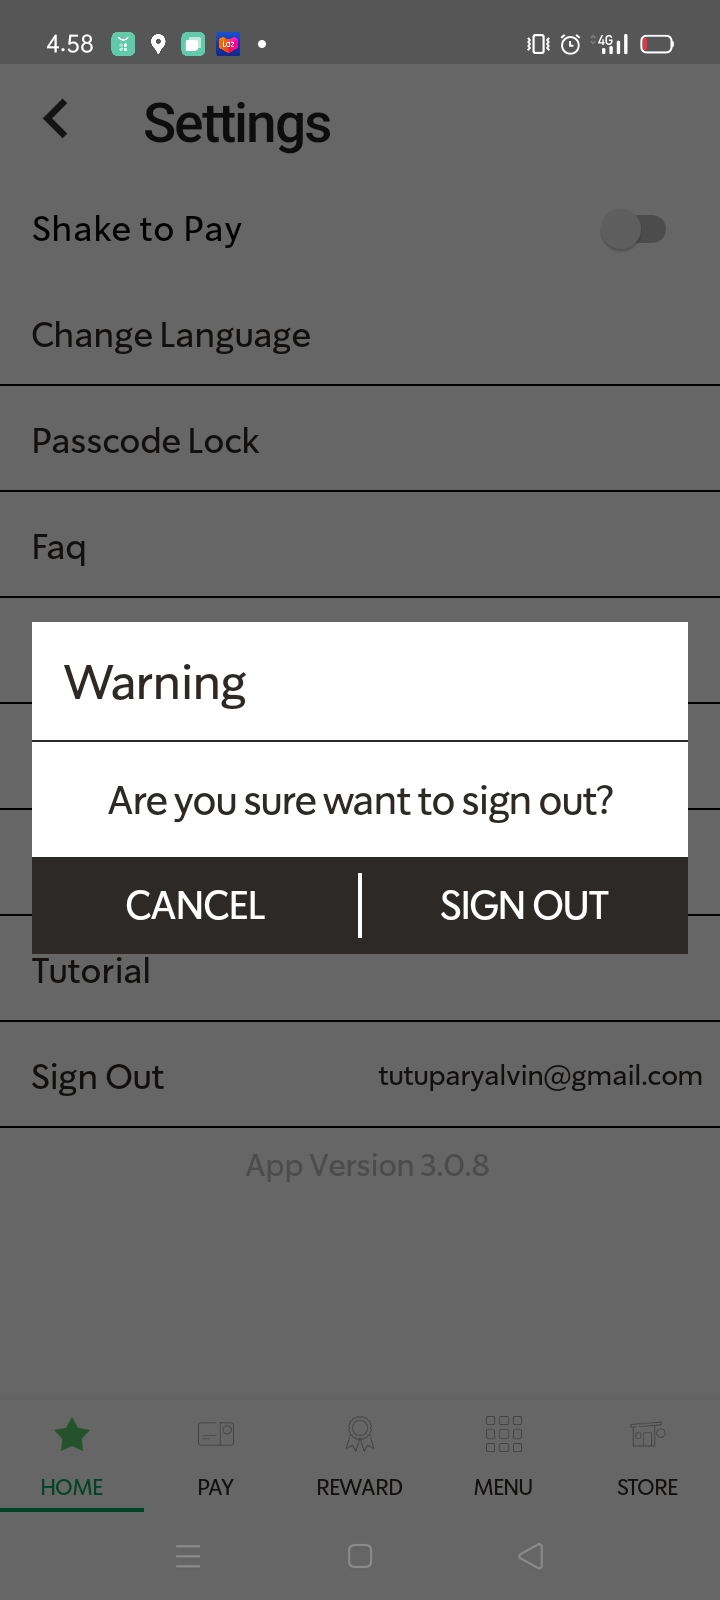 4.58
4G
Settings
Shake to Pay
Change Language
Passcode Lock
Faq
Warning
Are you sure want to sign out?
CANCEL
SIGN OUT
Tutorial
Sign Out
tutuparyalvin@gmail.com
App Version 3.0.8
HOME
PAY
REWARD
MENU
STORE